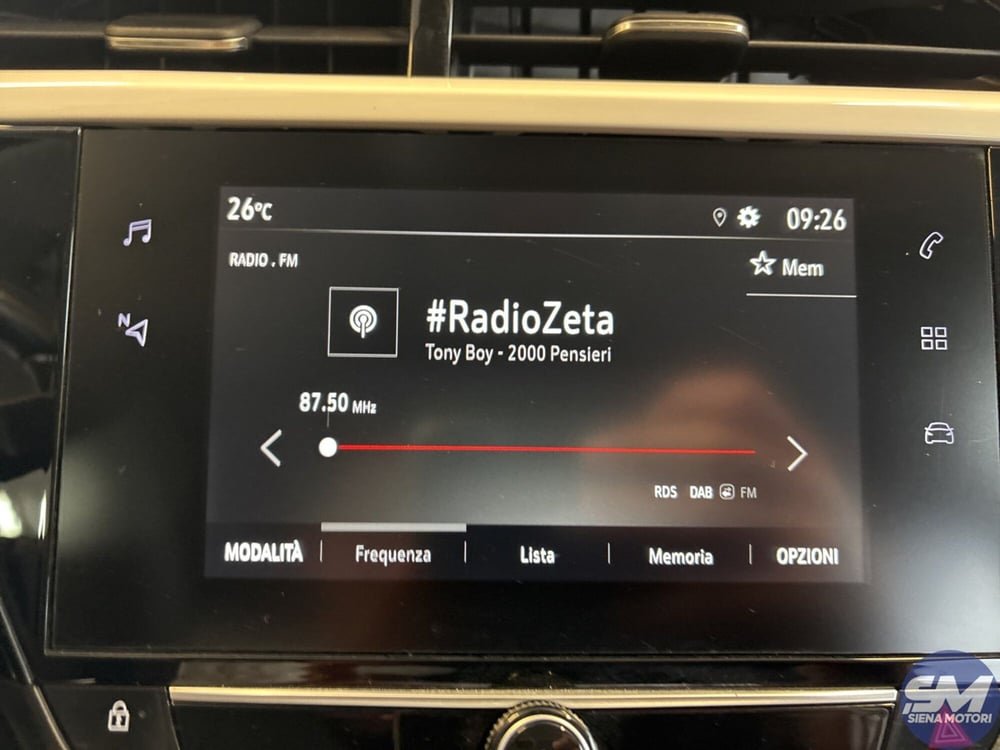 26°C
09:26
RADIO . FM
Mem
#RadioZeta
Tony Boy - 2000 Pensieri
87.50 MHz
N
RDS DAB FM
MODALITÀ
Frequenza
Lista
Memoria
OPZIONI
SM
SIENA MOTORI